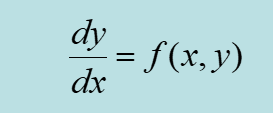 dy/dx = f(x, y)